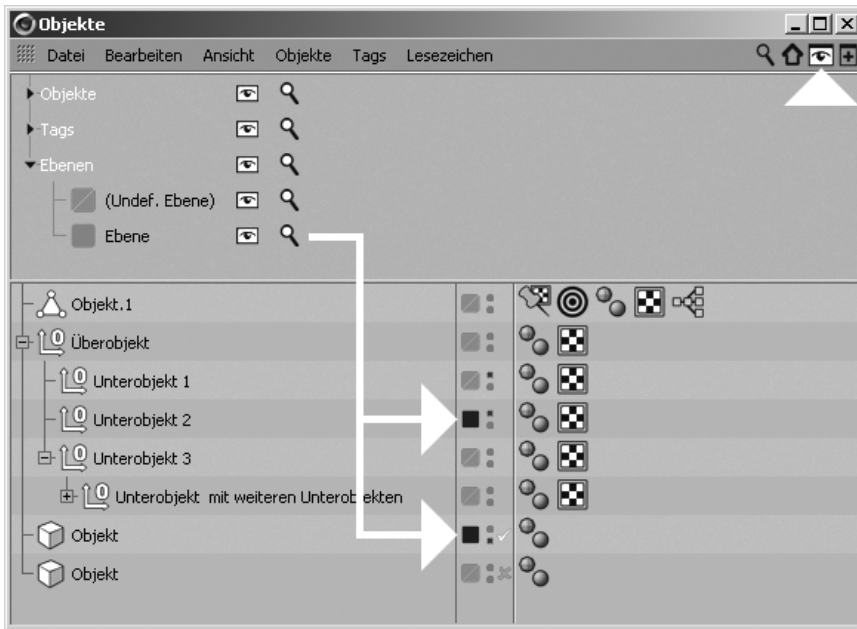 Objekte
Datei Bearbeiten Ansicht Objekte Tags Lesezeichen
Objekte
Tags
Ebenen
(Undef. Ebene)
Ebene
Objekt.1
Überobjekt
Unterobjekt 1
Unterobjekt 2
Unterobjekt 3
Unterobjekt mit weiteren Unterobjekten
Objekt
Objekt